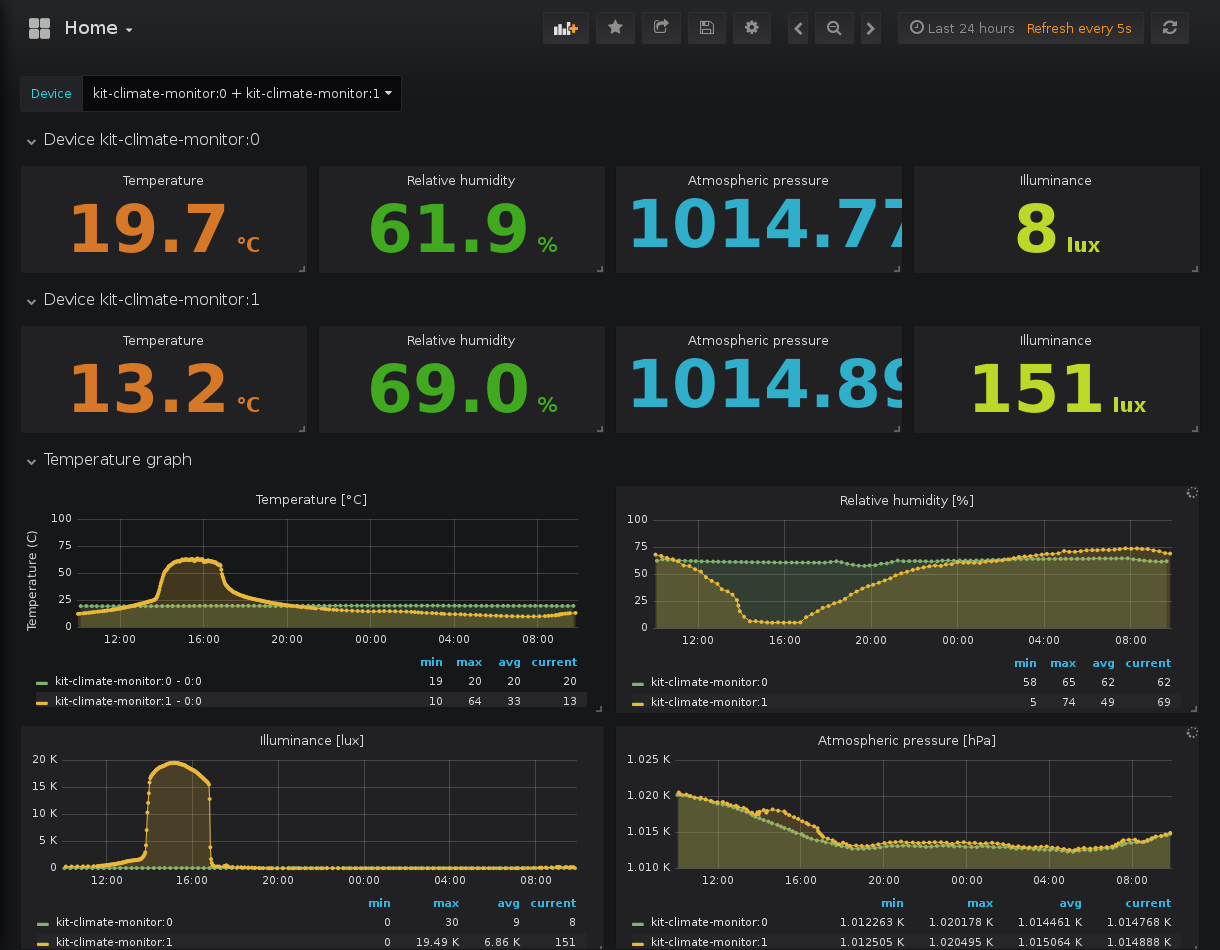 Home
Last 24 hours Refresh every 5s
Device kit-climate-monitor:0 + kit-climate-monitor:1
Device kit-climate-monitor:0
Temperature Relative humidity Atmospheric pressure Illuminance
19.7 °C 61.9 % 1014.77 8 lux
Device kit-climate-monitor:1
Temperature Relative humidity Atmospheric pressure Illuminance
13.2 °C 69.0 % 1014.89 151 lux
Temperature graph
Temperature [°C]
Temperature (C)
100
75
50
25
0
12:00 16:00 20:00 00:00 04:00 08:00
min max avg current
kit-climate-monitor:0 - 0:0 19 20 20 20
kit-climate-monitor:1 - 0:0 10 64 33 13
Relative humidity [%]
100
75
50
25
0
12:00 16:00 20:00 00:00 04:00 08:00
min max avg current
kit-climate-monitor:0 58 65 62 62
kit-climate-monitor:1 5 74 49 69
Illuminance [lux]
20 K
15 K
10 K
5 K
0
12:00 16:00 20:00 00:00 04:00 08:00
min max avg current
kit-climate-monitor:0 0 30 9 8
kit-climate-monitor:1 0 19.49 K 6.86 K 151
Atmospheric pressure [hPa]
1.025 K
1.020 K
1.015 K
1.010 K
12:00 16:00 20:00 00:00 04:00 08:00
min max avg current
kit-climate-monitor:0 1.012263 K 1.020178 K 1.014461 K 1.014768 K
kit-climate-monitor:1 1.012505 K 1.020495 K 1.015064 K 1.014888 K